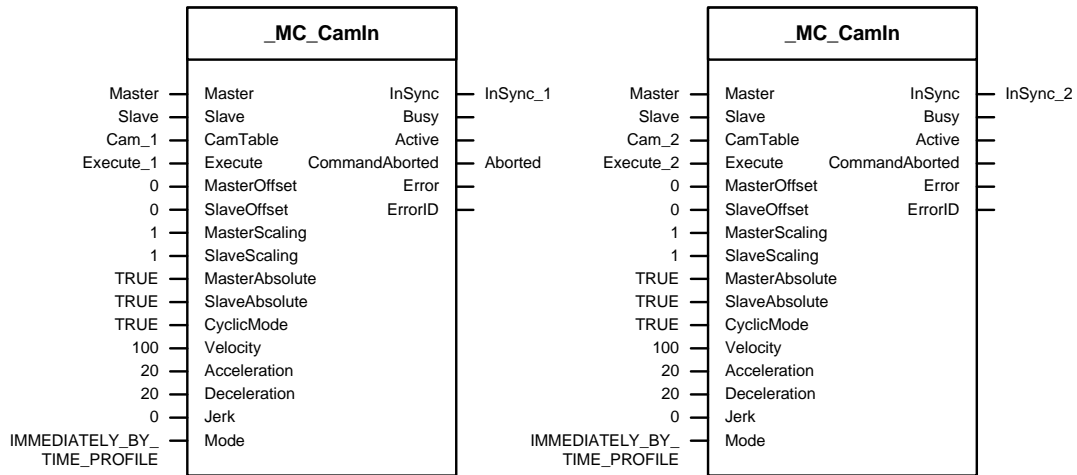 _MC_CamIn
Master Master InSync InSync_1
Slave Slave Busy
Cam_1 CamTable Active
Execute_1 Execute CommandAborted Aborted
0 MasterOffset Error
0 SlaveOffset ErrorID
1 MasterScaling
1 SlaveScaling
TRUE MasterAbsolute
TRUE SlaveAbsolute
TRUE CyclicMode
100 Velocity
20 Acceleration
20 Deceleration
0 Jerk
IMMEDIATELY_BY_ Mode
TIME_PROFILE
_MC_CamIn
Master Master InSync InSync_2
Slave Slave Busy
Cam_2 CamTable Active
Execute_2 Execute CommandAborted
0 MasterOffset Error
0 SlaveOffset ErrorID
1 MasterScaling
1 SlaveScaling
TRUE MasterAbsolute
TRUE SlaveAbsolute
TRUE CyclicMode
100 Velocity
20 Acceleration
20 Deceleration
0 Jerk
IMMEDIATELY_BY_ Mode
TIME_PROFILE